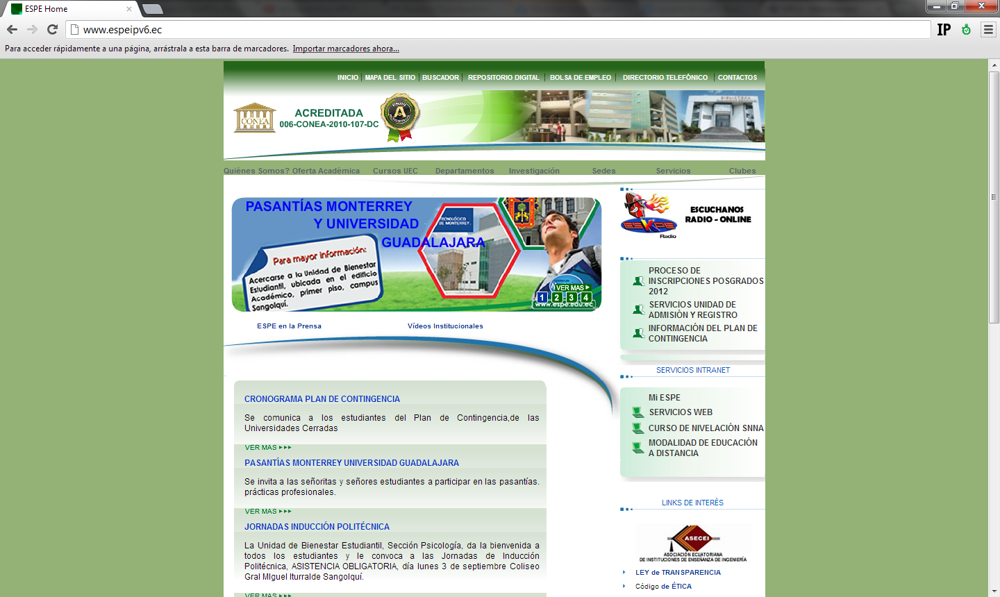 ESPE Home
www.espeipv6.ec
IP
Para acceder rápidamente a una página, arrástrala a esta barra de marcadores. Importar marcadores ahora...
INICIO MAPA DEL SITIO BUSCADOR REPOSITORIO DIGITAL BOLSA DE EMPLEO DIRECTORIO TELEFÓNICO CONTACTOS
CONEA
ACREDITADA
006-CONEA-2010-107-DC
A
Quiénes Somos? Oferta Académica Cursos UEC Departamentos Investigación Sedes Servicios Clubes
PASANTÍAS MONTERREY
Y UNIVERSIDAD
GUADALAJARA
TECNOLÓGICO
DE MONTERREY.
Para mayor información:
Acercarse a la Unidad de Bienestar
Estudiantil, ubicada en el edificio
Académico, primer piso, campus
Sangolquí.
VER MAS
1 2 3 4
www.espe.edu.ec
ESPE en la Prensa
Vídeos Institucionales
CRONOGRAMA PLAN DE CONTINGENCIA
Se comunica a los estudiantes del Plan de Contingencia,de las
Universidades Cerradas
VER MAS
PASANTÍAS MONTERREY UNIVERSIDAD GUADALAJARA
Se invita a las señoritas y señores estudiantes a participar en las pasantías.
prácticas profesionales.
VER MAS
JORNADAS INDUCCIÓN POLITÉCNICA
La Unidad de Bienestar Estudiantil, Sección Psicología, da la bienvenida a
todos los estudiantes y le convoca a las Jornadas de Inducción
Politécnica, ASISTENCIA OBLIGATORIA, día lunes 3 de septiembre Coliseo
Gral MIguel Iturralde Sangolquí.
VER MAS
ESKPE
Radio
ESCUCHANOS
RADIO - ONLINE
PROCESO DE
INSCRIPCIONES POSGRADOS
2012
SERVICIOS UNIDAD DE
ADMISIÓN Y REGISTRO
INFORMACIÓN DEL PLAN DE
CONTINGENCIA
SERVICIOS INTRANET
Mi ESPE
SERVICIOS WEB
CURSO DE NIVELACIÓN SNNA
MODALIDAD DE EDUCACIÓN
A DISTANCIA
LINKS DE INTERÈS
ASECEI
ASOCIACIÓN ECUATORIANA
DE INSTITUCIONES DE ENSEÑANZA DE INGENIERÍA
LEY de TRANSPARENCIA
Código de ÉTICA